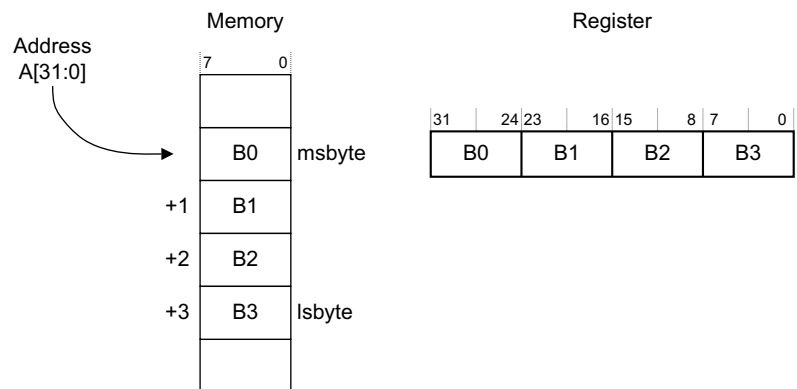 Memory
Register
Address
A[31:0]
7 0
31 24 23 16 15 8 7 0
B0 msbyte
B0 B1 B2 B3
+1 B1
+2 B2
+3 B3 lsbyte